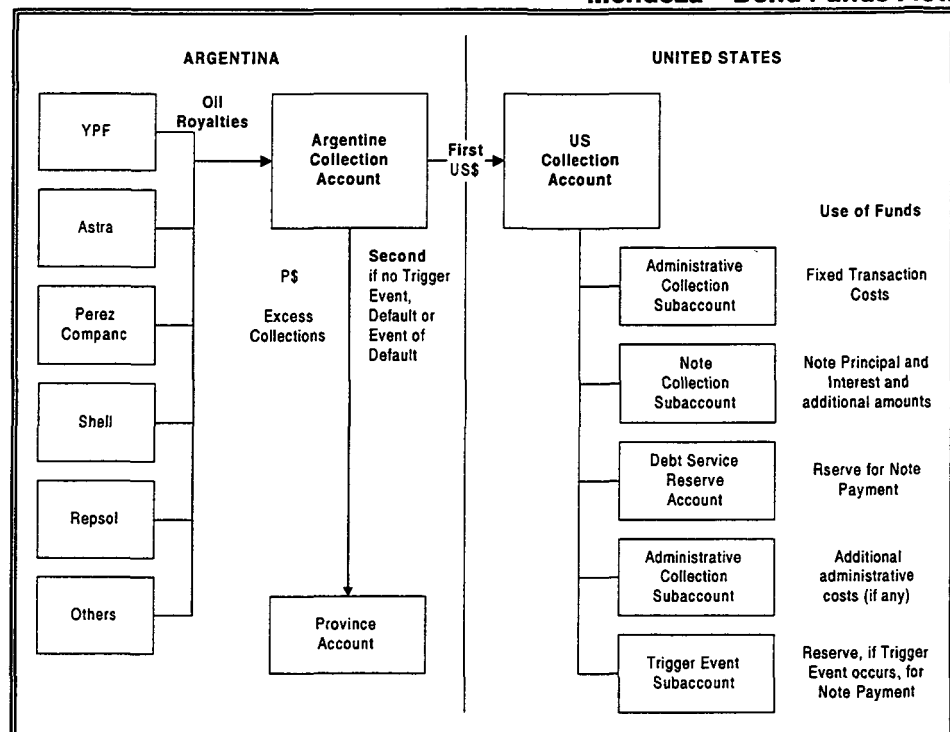 ARGENTINA
UNITED STATES
YPF
Astra
Perez
Companc
Shell
Repsol
Others
Oil
Royalties
Argentine
Collection
Account
First
US$
US
Collection
Account
P$
Excess
Collections
Second
if no Trigger
Event,
Default or
Event of
Default
Province
Account
Use of Funds
Administrative
Collection
Subaccount
Fixed Transaction
Costs
Note
Collection
Subaccount
Note Principal and
Interest and
additional amounts
Debt Service
Reserve
Account
Rserve for Note
Payment
Administrative
Collection
Subaccount
Additional
administrative
costs (if any)
Trigger Event
Subaccount
Reserve, if Trigger
Event occurs, for
Note Payment